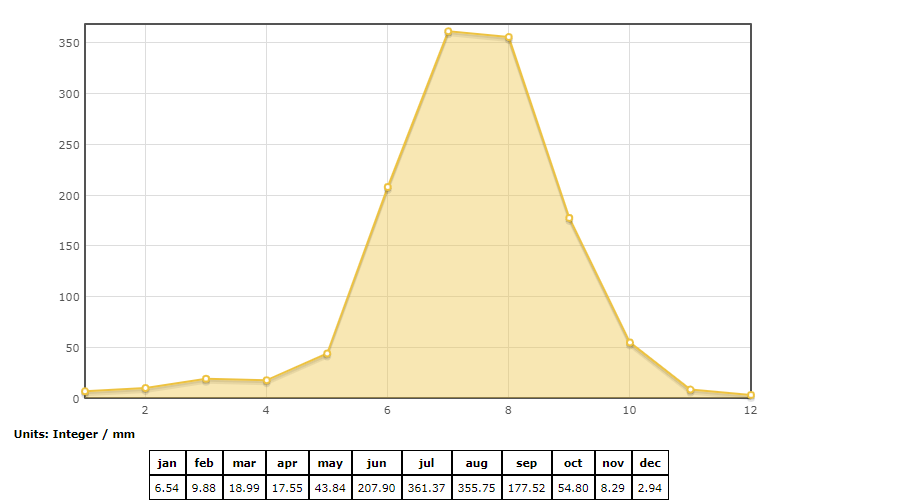 350
300
250
200
150
100
50
0
2 4 6 8 10 12
Units: Integer / mm
jan feb mar apr may jun jul aug sep oct nov dec
6.54 9.88 18.99 17.55 43.84 207.90 361.37 355.75 177.52 54.80 8.29 2.94